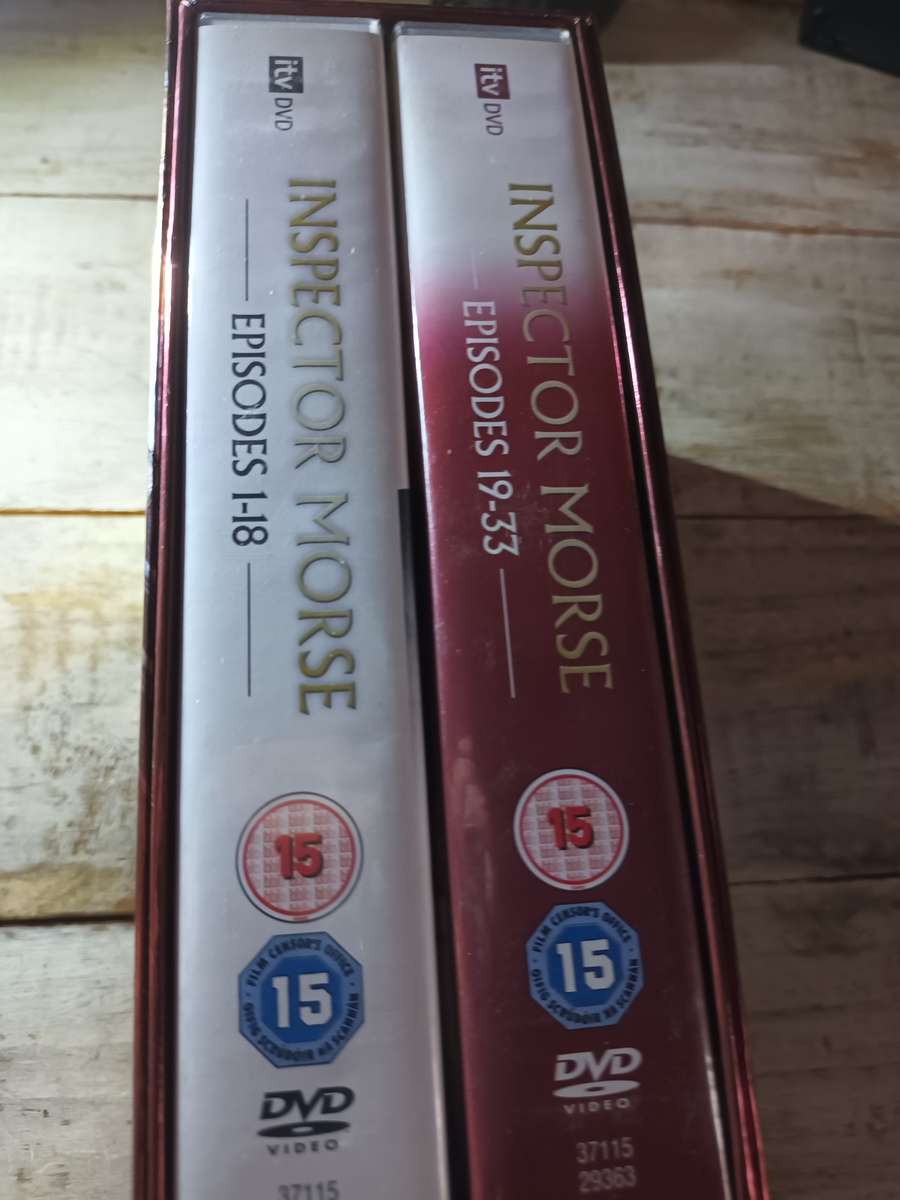 itv DVD
INSPECTOR MORSE
EPISODES 1-18
15
FILM CENSOR'S OFFICE
15
OIFIG SCRÚDÓIR NA SCANNÁN
DVD
VIDEO
37115
itv DVD
INSPECTOR MORSE
EPISODES 19-33
15
FILM CENSOR'S OFFICE
15
OIFIG SCRÚDÓIR NA SCANNÁN
DVD
VIDEO
37115
29363